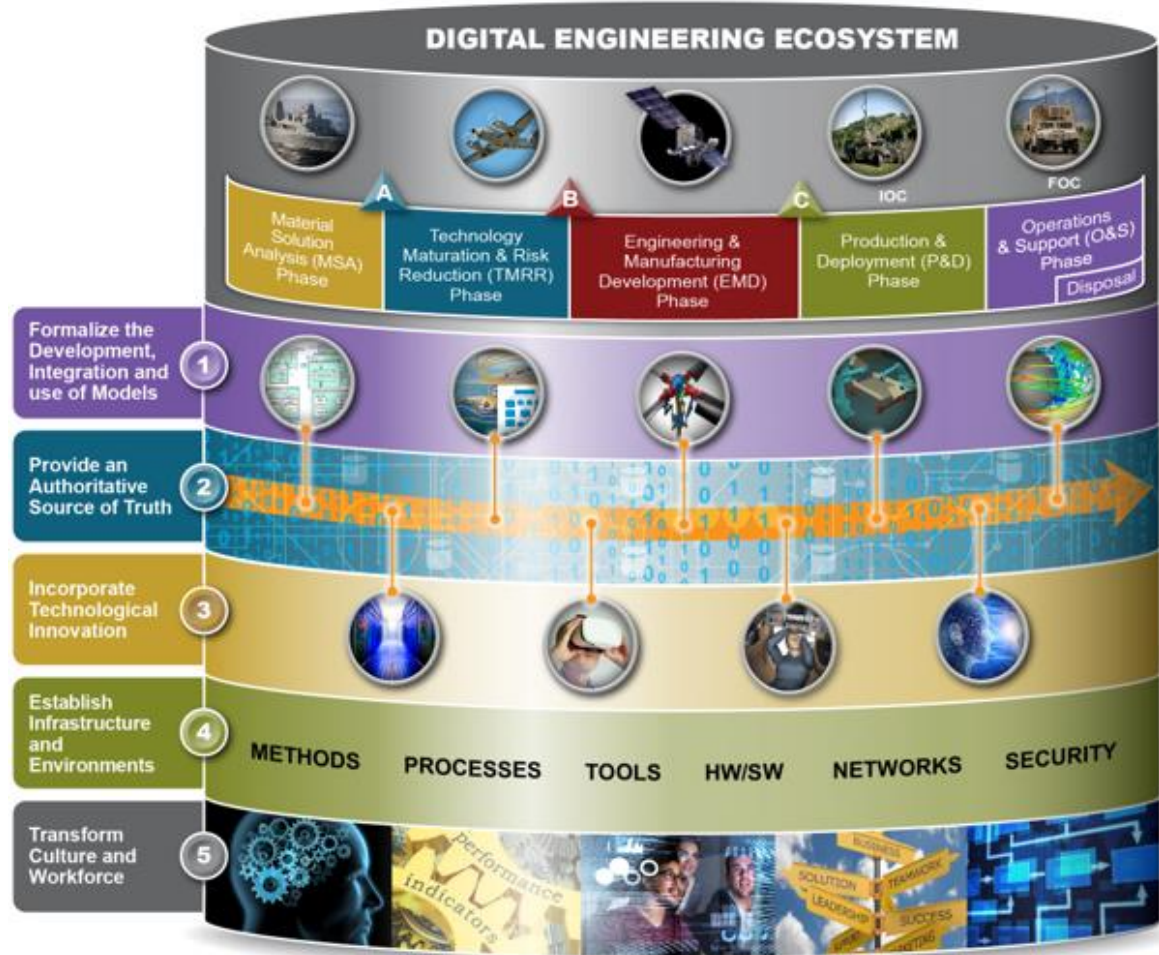 DIGITAL ENGINEERING ECOSYSTEM
A
B
C
IOC
FOC
Material
Solution
Analysis (MSA)
Phase
Technology
Maturation & Risk
Reduction (TMRR)
Phase
Engineering &
Manufacturing
Development (EMD)
Phase
Production &
Deployment (P&D)
Phase
Operations
& Support (O&S)
Phase
Disposal
Formalize the
Development,
Integration and
use of Models
1
Provide an
Authoritative
Source of Truth
2
Incorporate
Technological
Innovation
3
Establish
Infrastructure
and
Environments
4
METHODS
PROCESSES
TOOLS
HW/SW
NETWORKS
SECURITY
Transform
Culture and
Workforce
5
performance
indicators
BUSINESS
SOLUTION
TEAMWORK
LEADERSHIP
SUCCESS